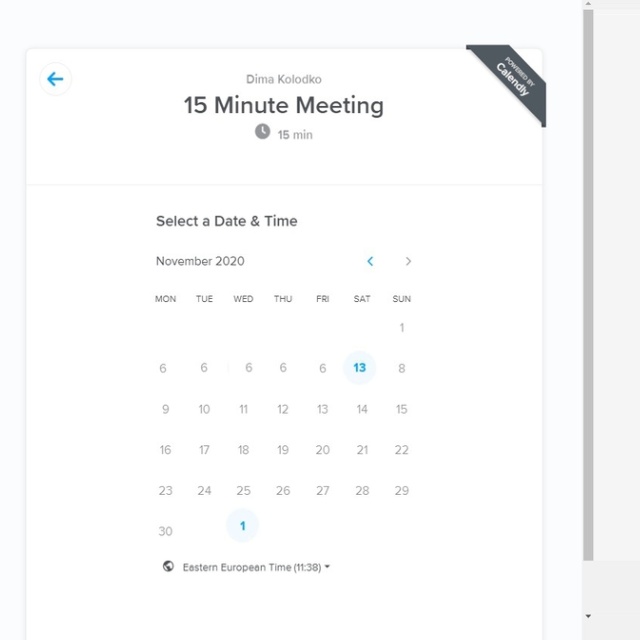 Dima Kolodko
POWERED BY
Calendly
15 Minute Meeting
15 min
Select a Date & Time
November 2020
MON TUE WED THU FRI SAT SUN
1
6 6 6 6 6 13 8
9 10 11 12 13 14 15
16 17 18 19 20 21 22
23 24 25 26 27 28 29
30 1
Eastern European Time (11:38)